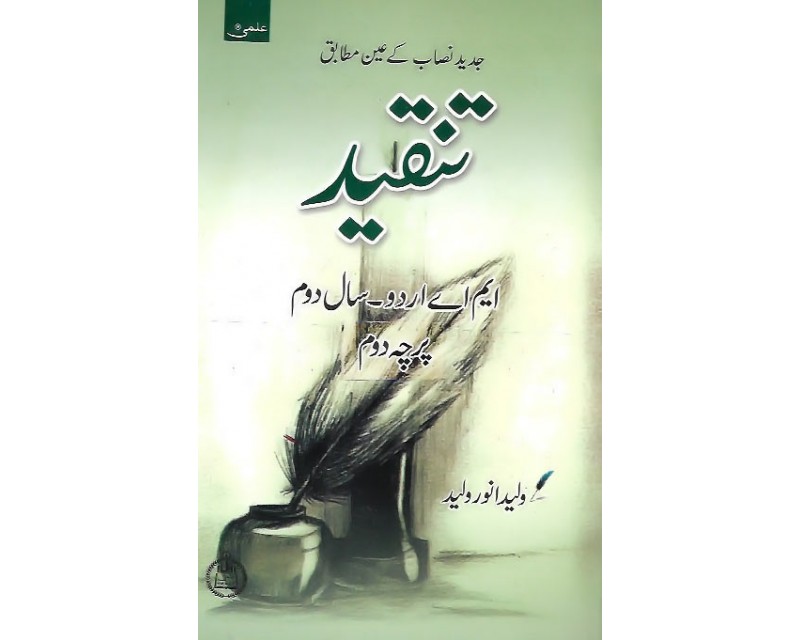 علمی
جدید نصاب کے عین مطابق
تنقید
ایم اے اردو۔ سال دوم
پرچہ دوم
ولید انور ولید